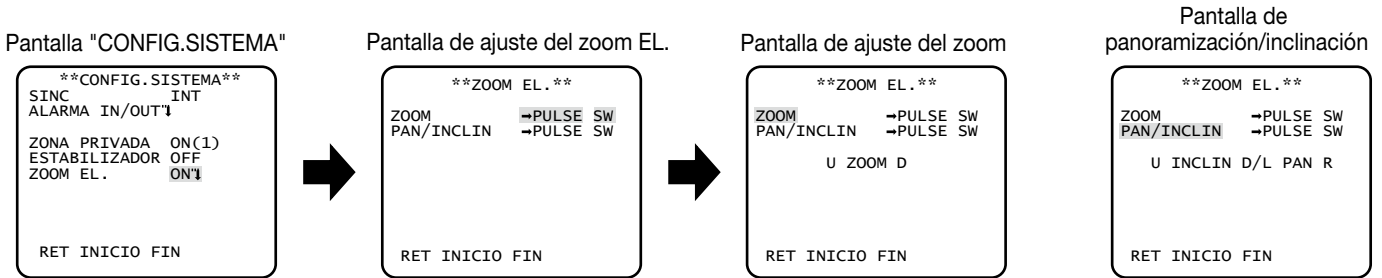 Pantalla "CONFIG.SISTEMA"
**CONFIG.SISTEMA**
SINC INT
ALARMA IN/OUT
ZONA PRIVADA ON(1)
ESTABILIZADOR OFF
ZOOM EL. ON
RET INICIO FIN
Pantalla de ajuste del zoom EL.
**ZOOM EL.**
ZOOM ➡PULSE SW
PAN/INCLIN ➡PULSE SW
RET INICIO FIN
Pantalla de ajuste del zoom
**ZOOM EL.**
ZOOM ➡PULSE SW
PAN/INCLIN ➡PULSE SW
U ZOOM D
RET INICIO FIN
Pantalla de
panoramización/inclinación
**ZOOM EL.**
ZOOM ➡PULSE SW
PAN/INCLIN ➡PULSE SW
U INCLIN D/L PAN R
RET INICIO FIN